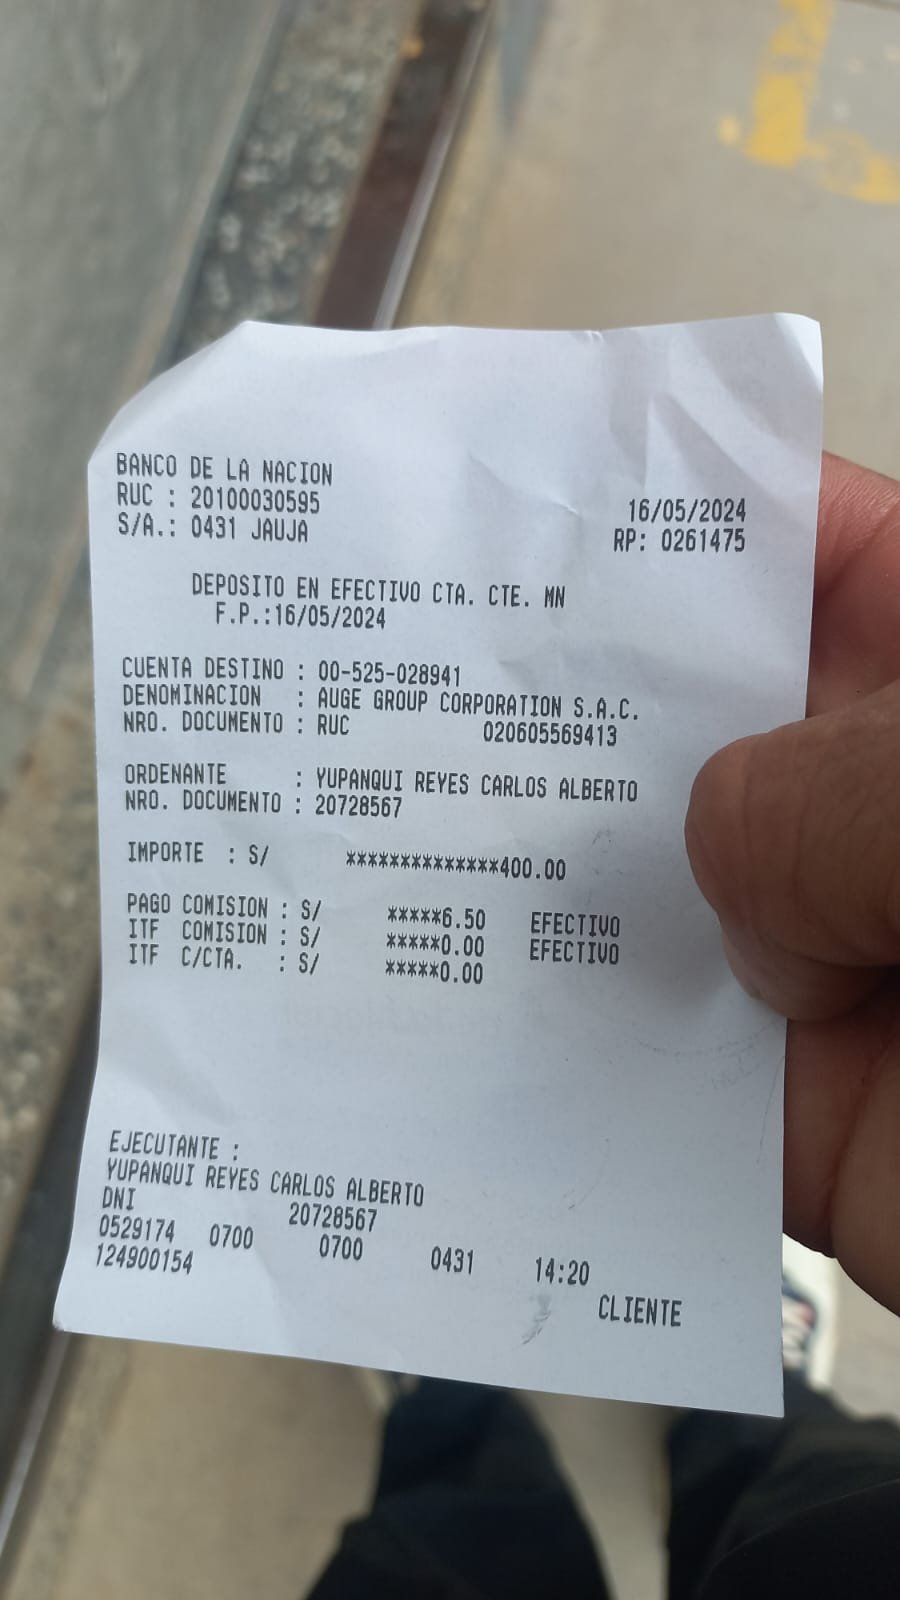 BANCO DE LA NACION
RUC : 20100030595
16/05/2024
S/A.: 0431 JAUJA
RP: 0261475
DEPOSITO EN EFECTIVO CTA. CTE. MN
F.P.:16/05/2024
CUENTA DESTINO : 00-525-028941
DENOMINACION : AUGE GROUP CORPORATION S.A.C.
NRO. DOCUMENTO : RUC 020605569413
ORDENANTE : YUPANQUI REYES CARLOS ALBERTO
NRO. DOCUMENTO : 20728567
IMPORTE : S/ **************400.00
PAGO COMISION : S/ *****6.50 EFECTIVO
ITF COMISION : S/ *****0.00 EFECTIVO
ITF C/CTA. : S/ *****0.00
EJECUTANTE :
YUPANQUI REYES CARLOS ALBERTO
DNI 20728567
0529174 0700 0700 0431 14:20
124900154
CLIENTE